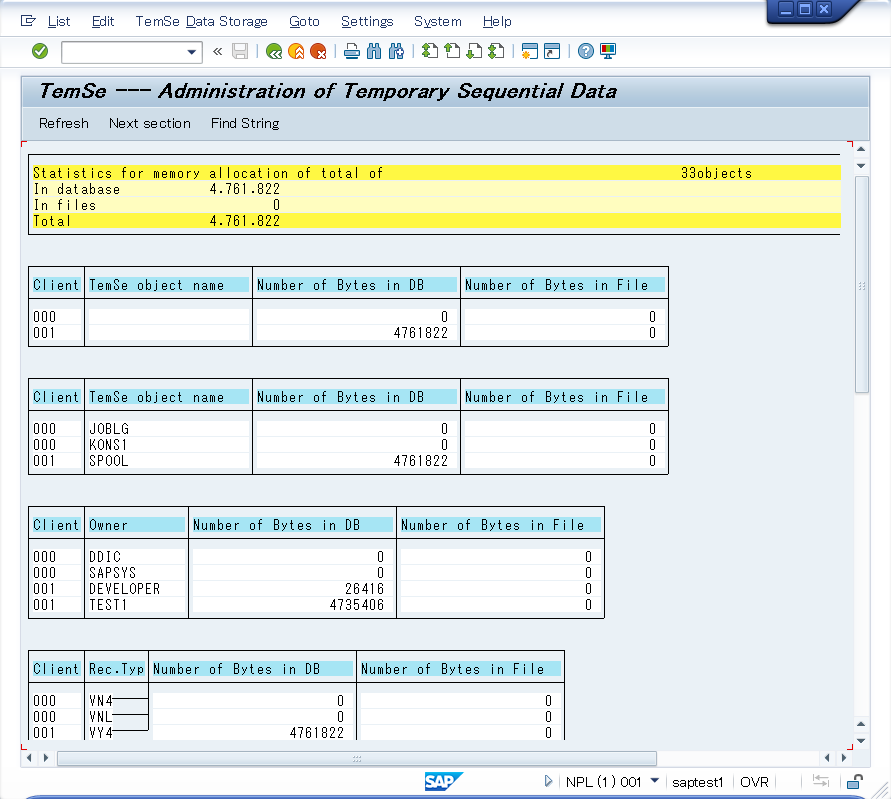 List Edit TemSe Data Storage Goto Settings System Help
TemSe --- Administration of Temporary Sequential Data
Refresh Next section Find String
Statistics for memory allocation of total of 33objects
In database 4.761.822
In files 0
Total 4.761.822
Client TemSe object name Number of Bytes in DB Number of Bytes in File
000 0 0
001 4761822 0
Client TemSe object name Number of Bytes in DB Number of Bytes in File
000 JOBLG 0 0
000 KONS1 0 0
001 SPOOL 4761822 0
Client Owner Number of Bytes in DB Number of Bytes in File
000 DDIC 0 0
000 SAPSYS 0 0
001 DEVELOPER 26416 0
001 TEST1 4735406 0
Client Rec.Typ Number of Bytes in DB Number of Bytes in File
000 VN4 0 0
000 VNL 0 0
001 VY4 4761822 0
SAP NPL (1) 001 saptest1 OVR